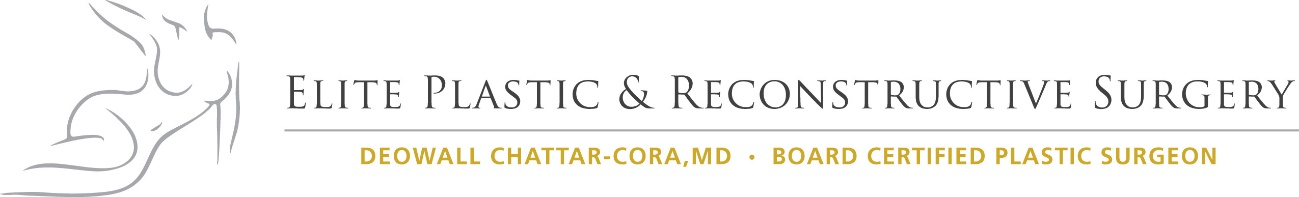 Elite Plastic & Reconstructive Surgery
DEOWALL CHATTAR-CORA,MD • BOARD CERTIFIED PLASTIC SURGEON